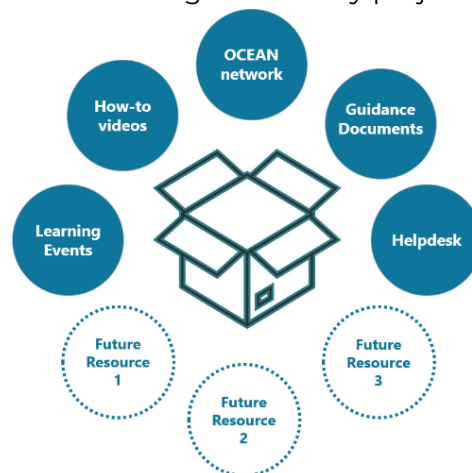 OCEAN
network
How-to
videos
Guidance
Documents
Learning
Events
Helpdesk
Future
Resource
1
Future
Resource
3
Future
Resource
2